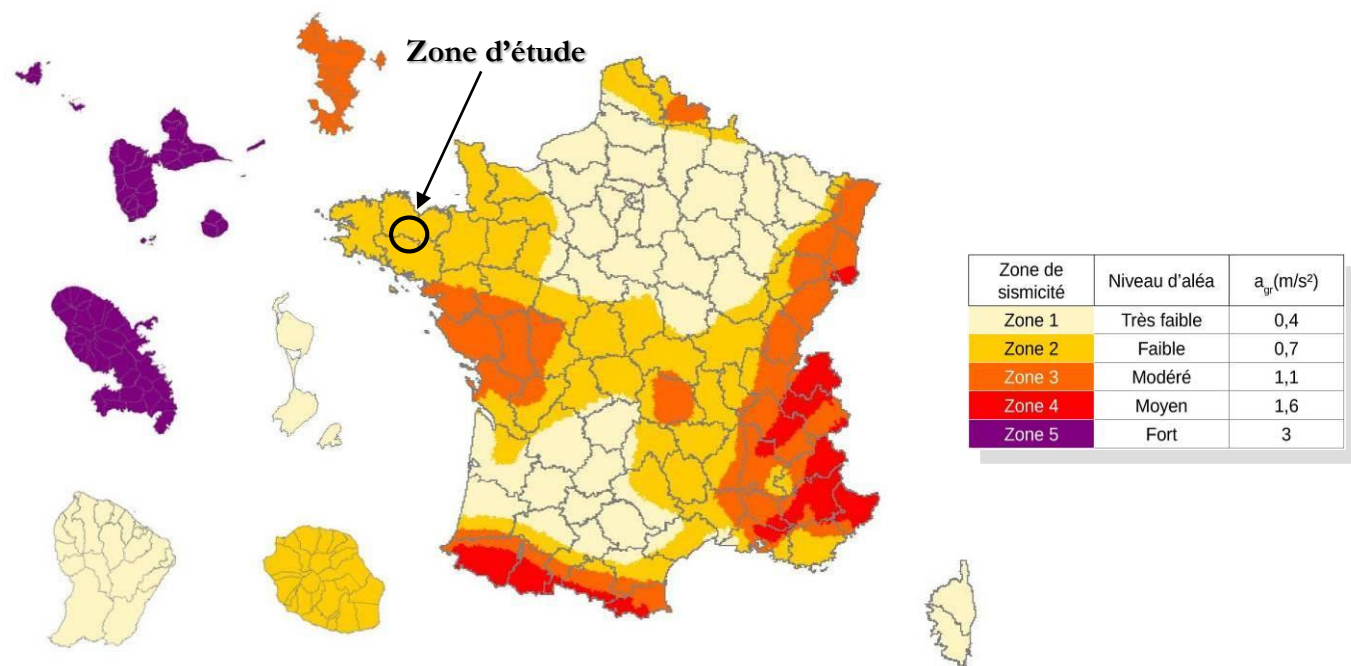 Zone d'étude
Zone de sismicité Niveau d'aléa agr(m/s²)
Zone 1 Très faible 0,4
Zone 2 Faible 0,7
Zone 3 Modéré 1,1
Zone 4 Moyen 1,6
Zone 5 Fort 3